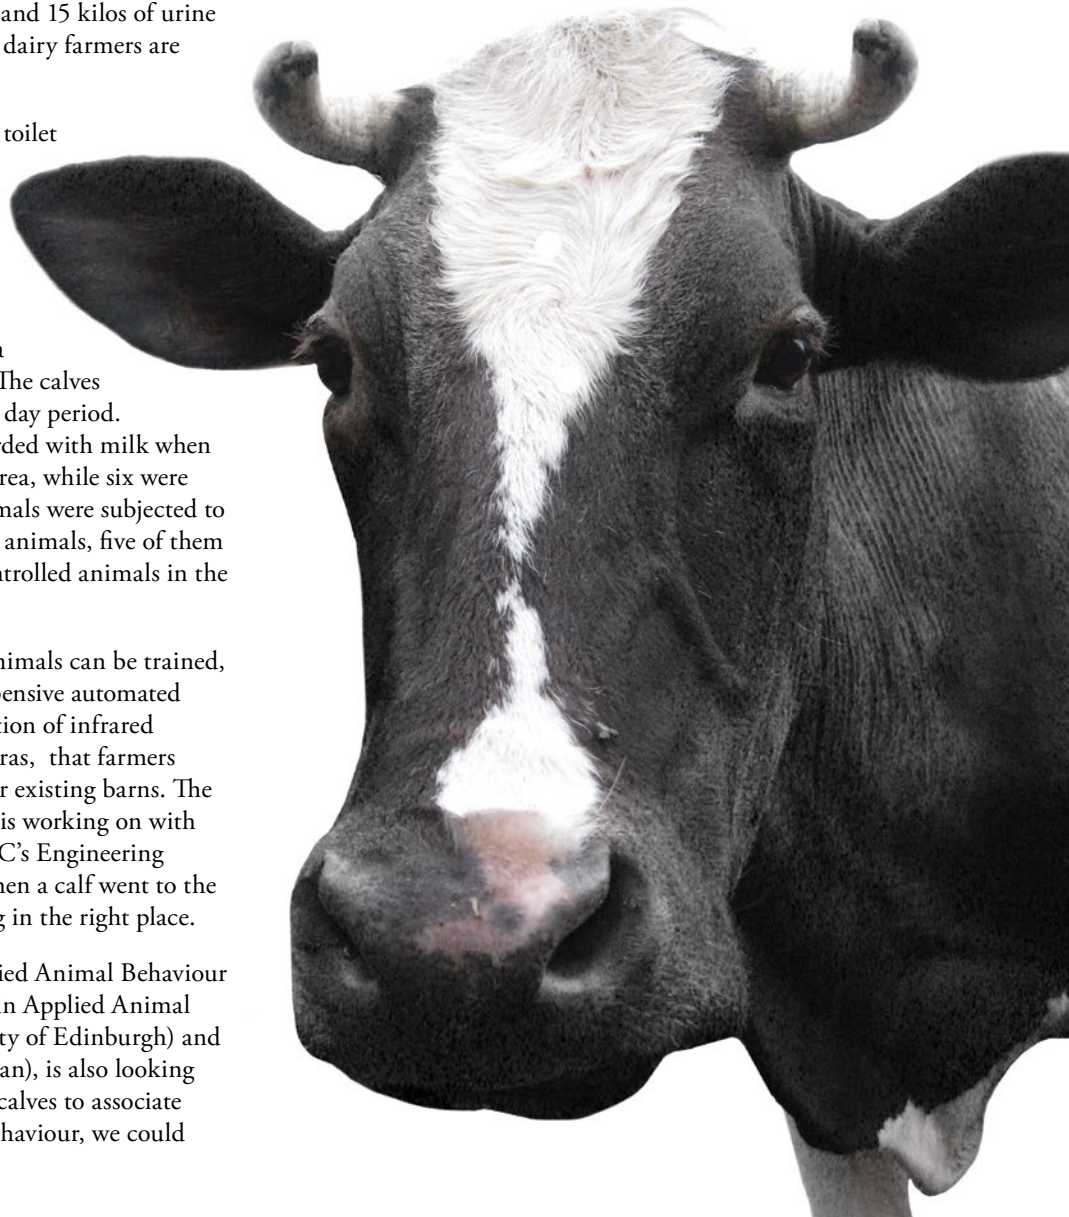 and 15 kilos of urine
dairy farmers are
toilet
The calves
day period.
ded with milk when
rea, while six were
mals were subjected to
animals, five of them
trolled animals in the
nimals can be trained,
pensive automated
tion of infrared
ras, that farmers
r existing barns. The
is working on with
C’s Engineering
hen a calf went to the
g in the right place.
ied Animal Behaviour
in Applied Animal
ty of Edinburgh) and
an), is also looking
calves to associate
haviour, we could